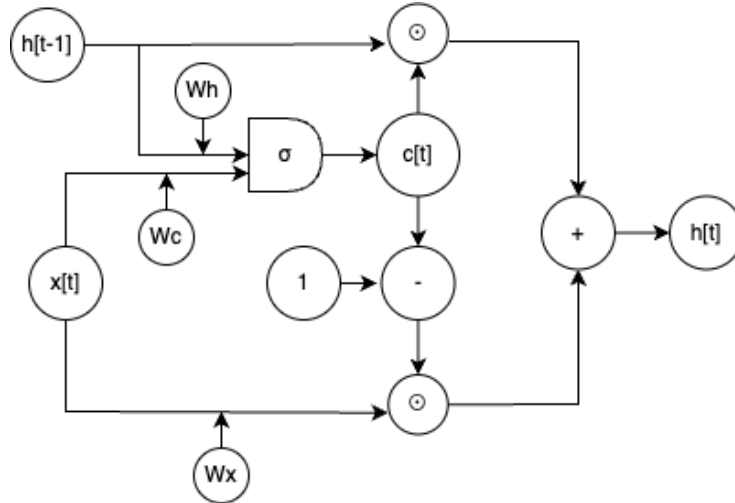 h[t-1]
⊙
Wh
σ
c[t]
Wc
+
h[t]
x[t]
1
-
⊙
Wx